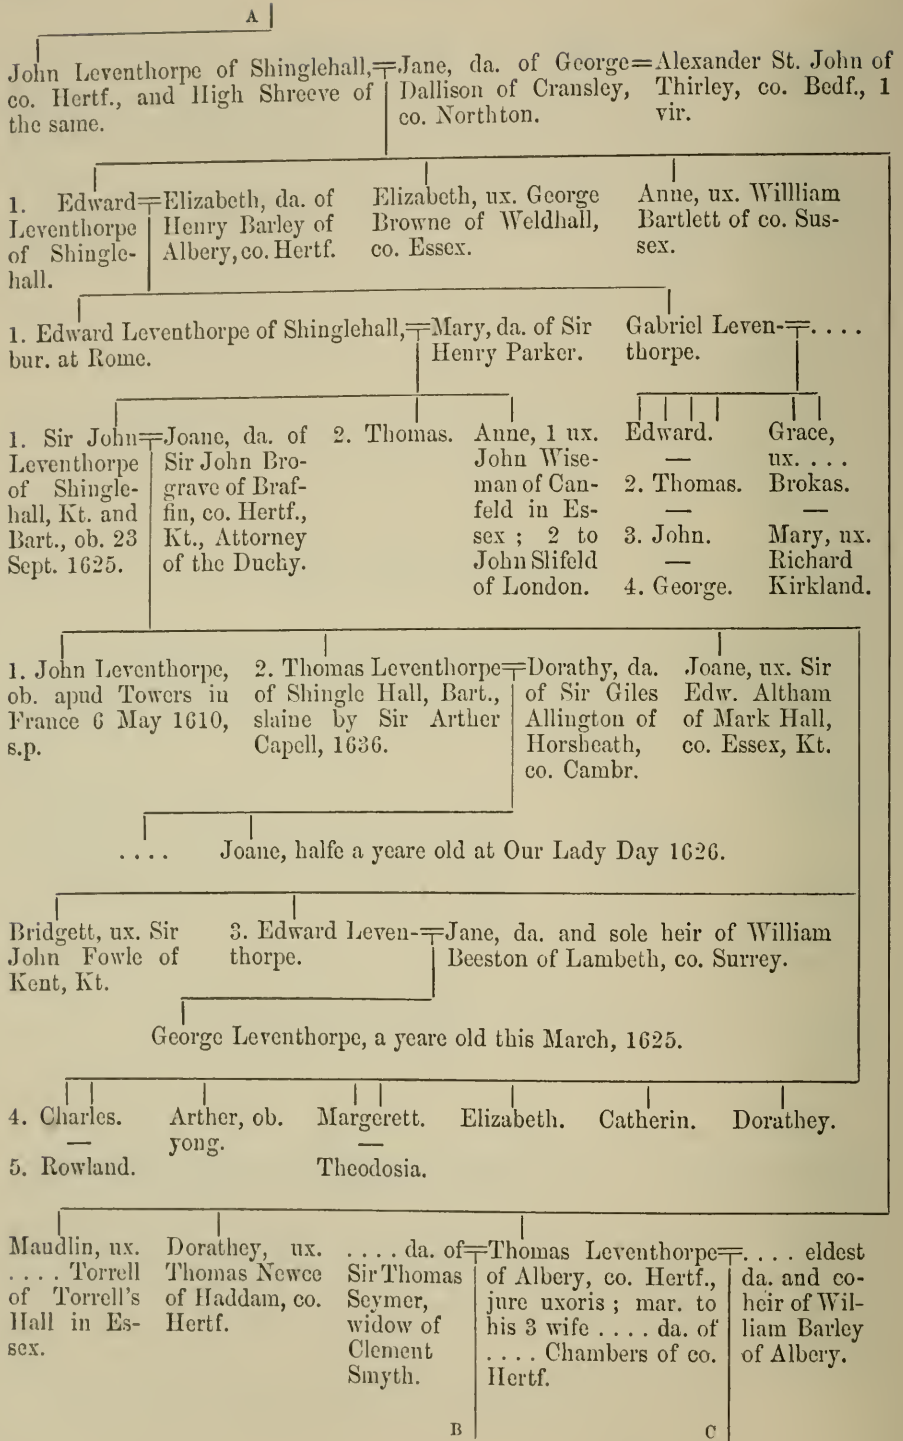 A
John Leventhorpe of Shinglehall,=Jane, da. of George=Alexander St. John of
co. Hertf., and High Shreeve of Dallison of Cransley, Thirley, co. Bedf., 1
the same. co. Northton. vir.
1. Edward=Elizabeth, da. of Elizabeth, ux. George Anne, ux. Willliam
Leventhorpe Henry Barley of Browne of Weldhall, Bartlett of co. Sus-
of Shingle- Albery, co. Hertf. co. Essex. sex.
hall.
1. Edward Leventhorpe of Shinglehall,=Mary, da. of Sir Gabriel Leven-=. . . .
bur. at Rome. Henry Parker. thorpe.
1. Sir John=Joane, da. of 2. Thomas. Anne, 1 ux. Edward. Grace,
Leventhorpe Sir John Bro- John Wise- — ux. . . .
of Shingle- grave of Braf- man of Can- 2. Thomas. Brokas.
hall, Kt. and fin, co. Hertf., feld in Es- — —
Bart., ob. 23 Kt., Attorney sex ; 2 to 3. John. Mary, ux.
Sept. 1625. of the Duchy. John Slifeld — Richard
of London. 4. George. Kirkland.
1. John Leventhorpe, 2. Thomas Leventhorpe=Dorathy, da. Joane, ux. Sir
ob. apud Towers in of Shingle Hall, Bart., of Sir Giles Edw. Altham
France 6 May 1610, slaine by Sir Arther Allington of of Mark Hall,
s.p. Capell, 1636. Horsheath, co. Essex, Kt.
co. Cambr.
. . . . Joane, halfe a yeare old at Our Lady Day 1626.
Bridgett, ux. Sir 3. Edward Leven-=Jane, da. and sole heir of William
John Fowle of thorpe. Beeston of Lambeth, co. Surrey.
Kent, Kt.
George Leventhorpe, a yeare old this March, 1625.
4. Charles. Arther, ob. Margerett. Elizabeth. Catherin. Dorathey.
— yong. —
5. Rowland. Theodosia.
Maudlin, ux. Dorathey, ux. . . . . da. of=Thomas Leventhorpe=. . . . eldest
. . . . Torrell Thomas Newce Sir Thomas of Albery, co. Hertf., da. and co-
of Torrell's of Haddam, co. Seymer, jure uxoris ; mar. to heir of Wil-
Hall in Es- Hertf. widow of his 3 wife . . . . da. of liam Barley
sex. Clement . . . . Chambers of co. of Albery.
Smyth. Hertf.
B C